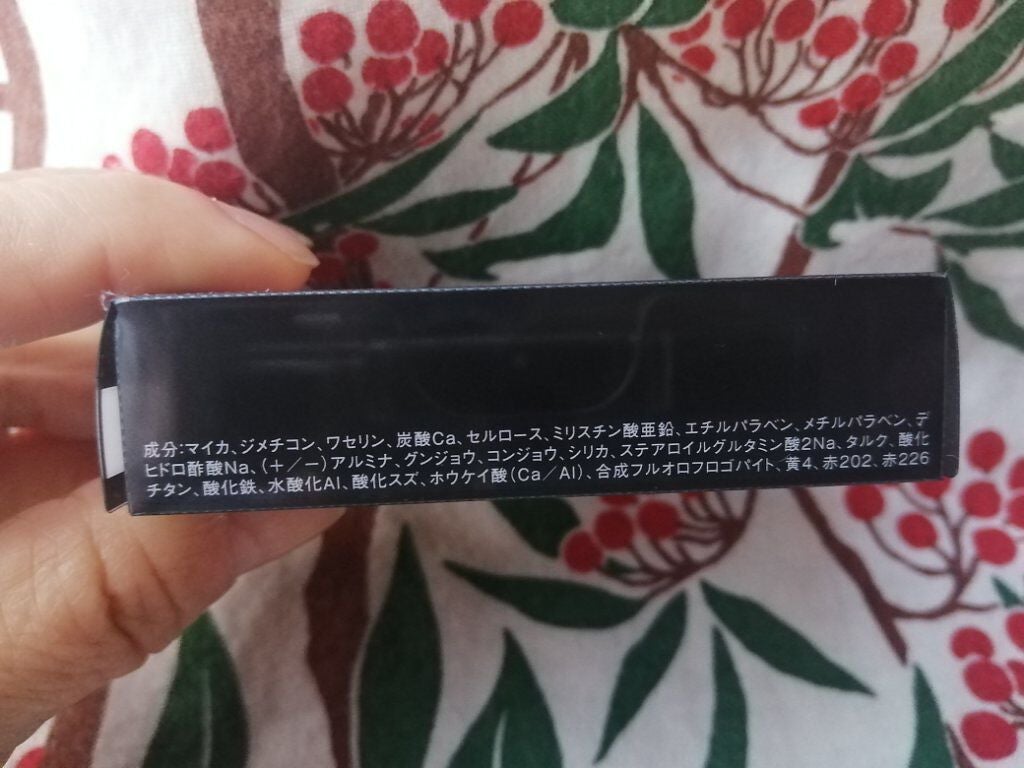 成分:マイカ、ジメチコン、ワセリン、炭酸Ca、セルロース、ミリスチン酸亜鉛、エチルパラベン、メチルパラベン、デ
ヒドロ酢酸Na、(+/−)アルミナ、グンジョウ、コンジョウ、シリカ、ステアロイルグルタミン酸2Na、タルク、酸化
チタン、酸化鉄、水酸化Al、酸化スズ、ホウケイ酸(Ca/Al)、合成フルオロフロゴパイト、黄4、赤202、赤226